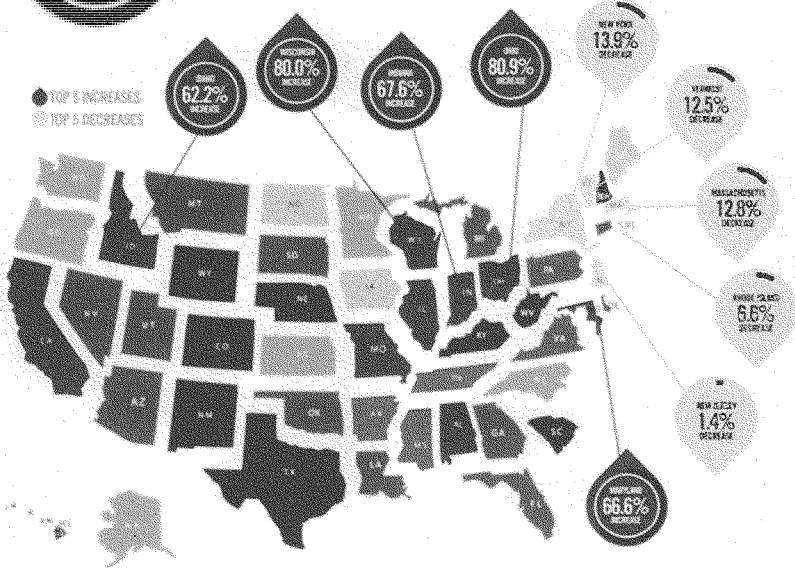 TOP 5 INCREASES
TOP 5 DECREASES
IDAHO
62.2%
INCREASE
WISCONSIN
80.0%
INCREASE
INDIANA
67.6%
INCREASE
OHIO
80.9%
INCREASE
NEW YORK
13.9%
DECREASE
VERMONT
12.5%
DECREASE
MASSACHUSETTS
12.8%
DECREASE
RHODE ISLAND
6.6%
DECREASE
NEW JERSEY
1.4%
DECREASE
MARYLAND
66.6%
INCREASE
MT
ID
WY
SD
NE
NV
UT
CO
CA
AZ
NM
TX
OK
MO
IA
AR
LA
MS
AL
GA
SC
FL
KY
WV
VA
PA
NY
WI
IL
IN
OH